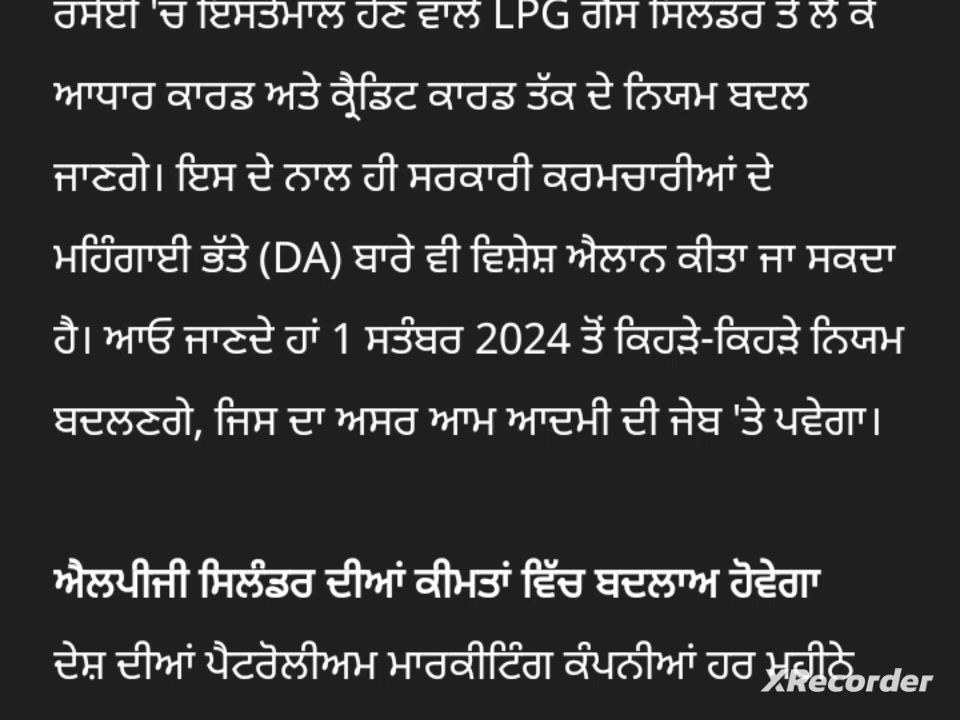 ਰਸੋਈ 'ਚ ਇਸਤੇਮਾਲ ਹੋਣ ਵਾਲੇ LPG ਗੈਸ ਸਿਲੰਡਰ ਤੋਂ ਲੈ ਕੇ
ਆਧਾਰ ਕਾਰਡ ਅਤੇ ਕ੍ਰੈਡਿਟ ਕਾਰਡ ਤੱਕ ਦੇ ਨਿਯਮ ਬਦਲ
ਜਾਣਗੇ। ਇਸ ਦੇ ਨਾਲ ਹੀ ਸਰਕਾਰੀ ਕਰਮਚਾਰੀਆਂ ਦੇ
ਮਹਿੰਗਾਈ ਭੱਤੇ (DA) ਬਾਰੇ ਵੀ ਵਿਸ਼ੇਸ਼ ਐਲਾਨ ਕੀਤਾ ਜਾ ਸਕਦਾ
ਹੈ। ਆਓ ਜਾਣਦੇ ਹਾਂ 1 ਸਤੰਬਰ 2024 ਤੋਂ ਕਿਹੜੇ-ਕਿਹੜੇ ਨਿਯਮ
ਬਦਲਣਗੇ, ਜਿਸ ਦਾ ਅਸਰ ਆਮ ਆਦਮੀ ਦੀ ਜੇਬ 'ਤੇ ਪਵੇਗਾ।
ਐਲਪੀਜੀ ਸਿਲੰਡਰ ਦੀਆਂ ਕੀਮਤਾਂ ਵਿੱਚ ਬਦਲਾਅ ਹੋਵੇਗਾ
ਦੇਸ਼ ਦੀਆਂ ਪੈਟਰੋਲੀਅਮ ਮਾਰਕੀਟਿੰਗ ਕੰਪਨੀਆਂ ਹਰ ਮਹੀਨੇ
XRecorder